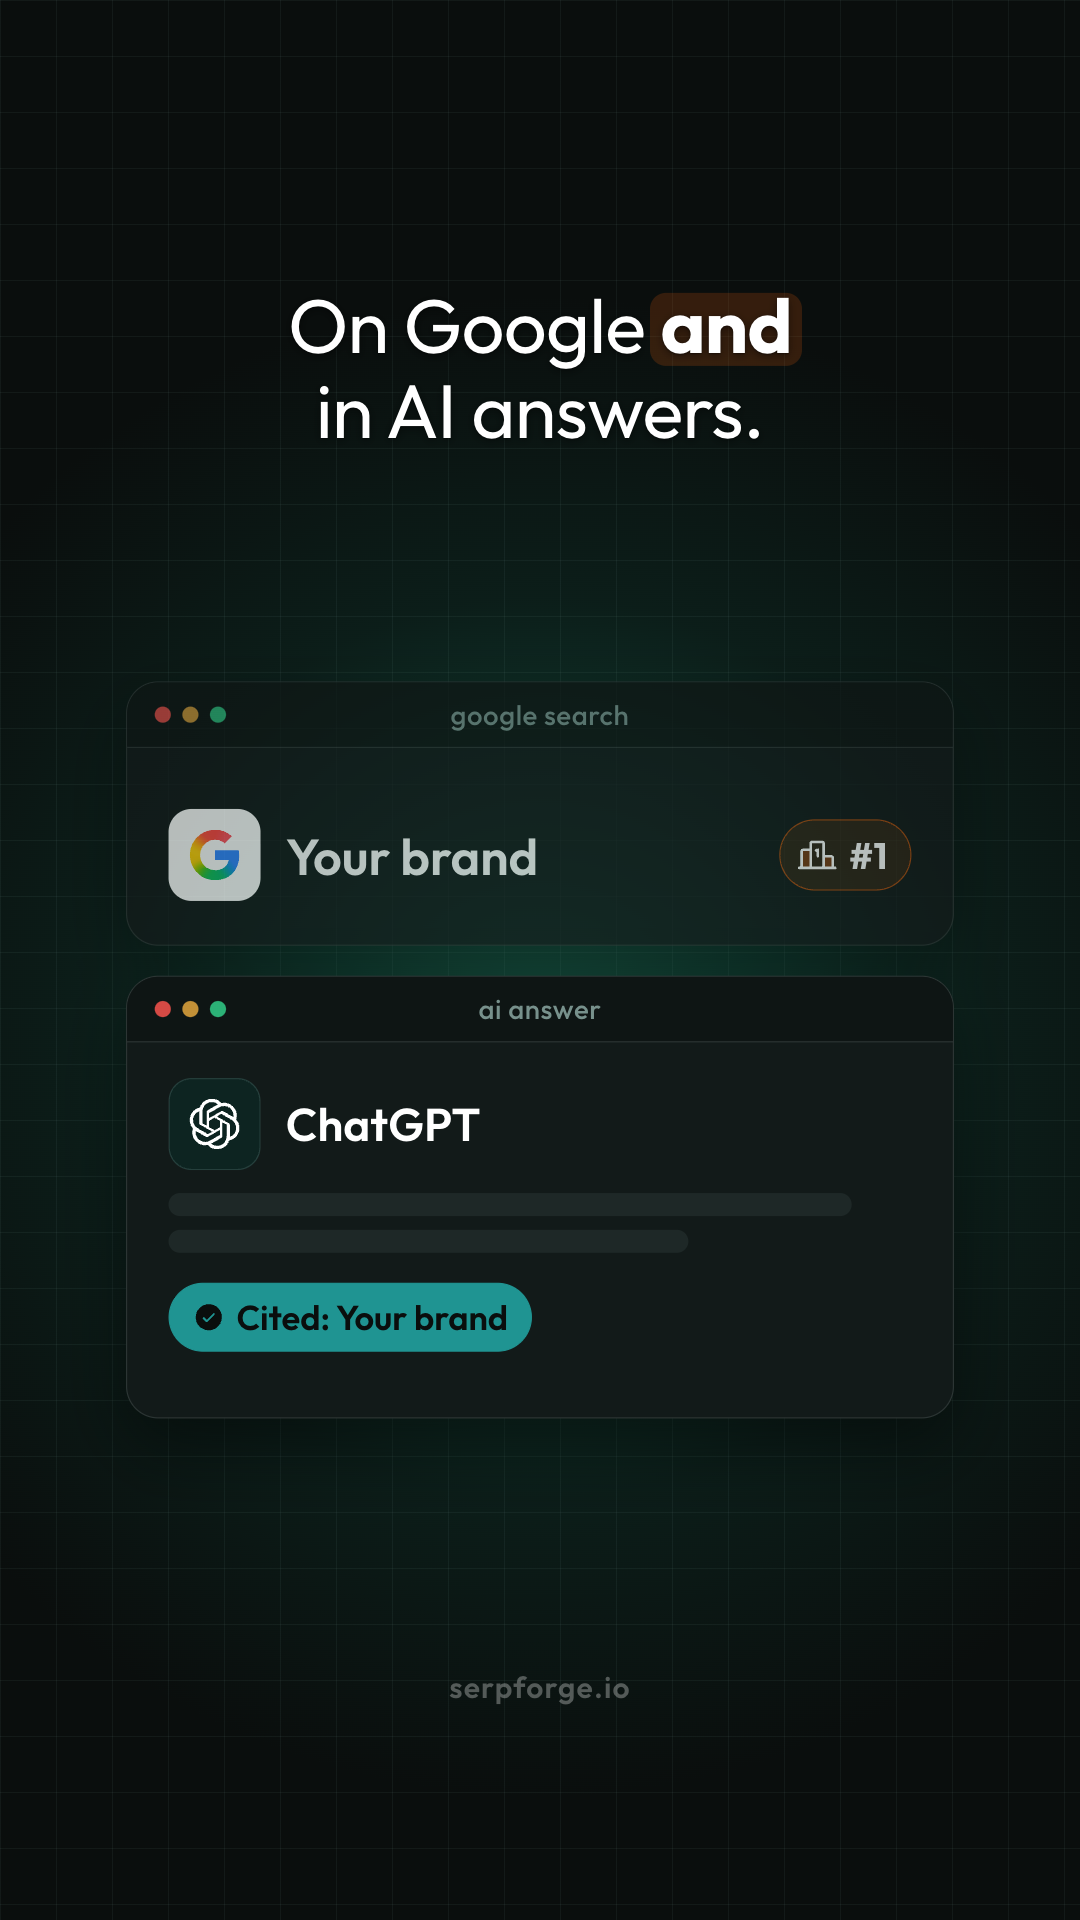 On Google and
in AI answers.
google search
Your brand
#1
ai answer
ChatGPT
Cited: Your brand
serpforge.io